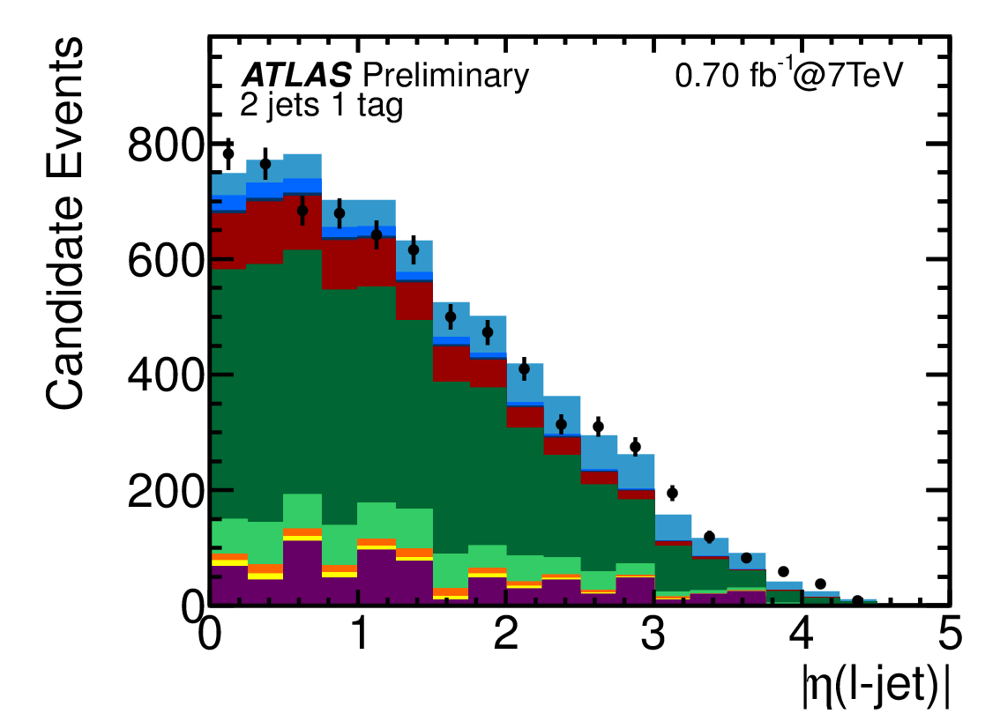 Candidate Events
ATLAS Preliminary
0.70 fb⁻¹@7TeV
2 jets 1 tag
800
600
400
200
0
0 1 2 3 4 5
|η(l-jet)|